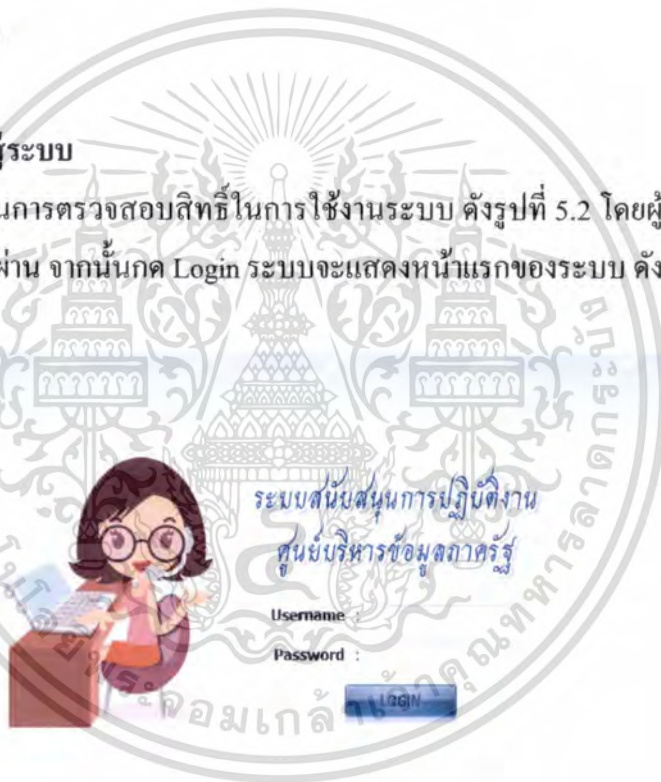 สู่ระบบ
นการตรวจสอบสิทธิ์ในการใช้งานระบบ ดังรูปที่ 5.2 โดยผู้
ผ่าน จากนั้นกด Login ระบบจะแสดงหน้าแรกของระบบ ดัง
ระบบสนับสนุนการปฏิบัติงาน
ศูนย์บริหารข้อมูลภาครัฐ
Username :
Password :
LOGIN